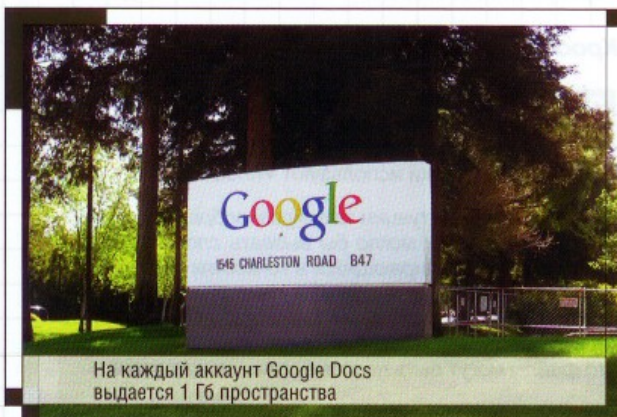 Google
1545 CHARLESTON ROAD B47
На каждый аккаунт Google Docs
выдается 1 Гб пространства